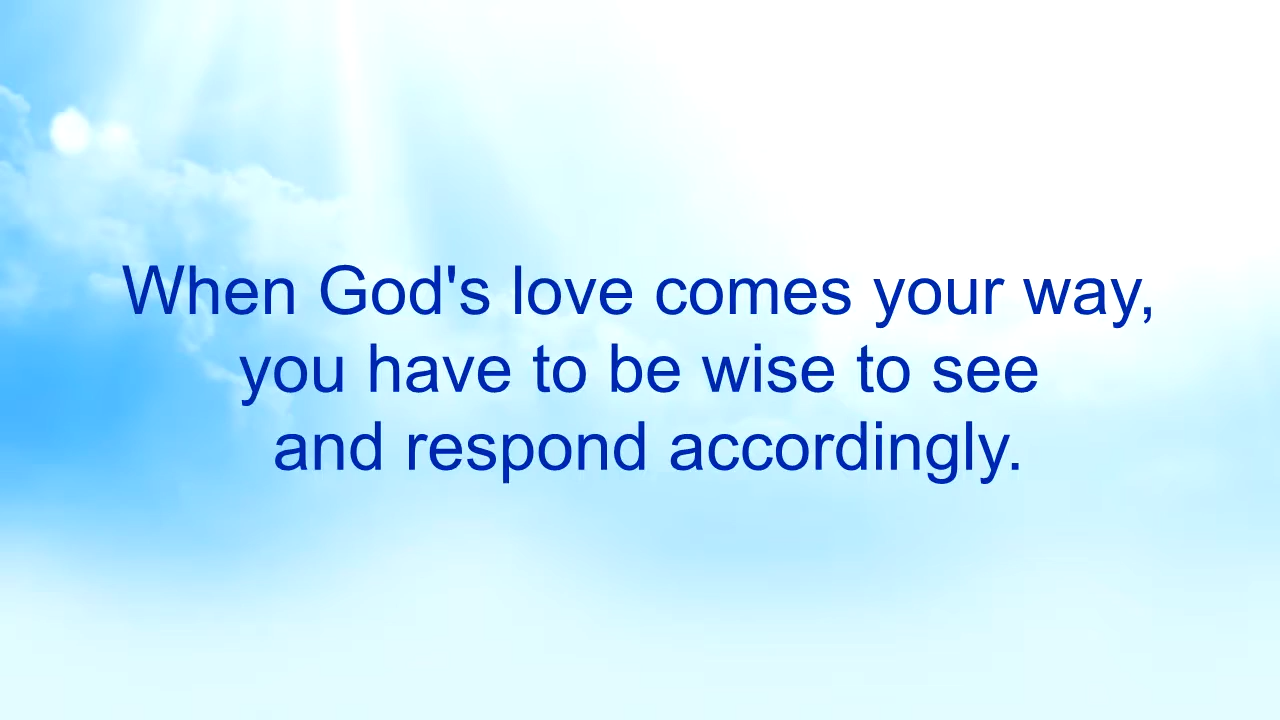 When God's love comes your way,
you have to be wise to see
and respond accordingly.